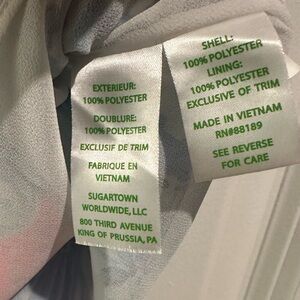 EXTERIEUR:
100% POLYESTER
DOUBLURE:
100% POLYESTER
EXCLUSIF DE TRIM
FABRIQUE EN
VIETNAM
SUGARTOWN
WORLDWIDE, LLC
800 THIRD AVENUE
KING OF PRUSSIA, PA
SHELL:
100% POLYESTER
LINING:
100% POLYESTER
EXCLUSIVE OF TRIM
MADE IN VIETNAM
RN#88189
SEE REVERSE
FOR CARE